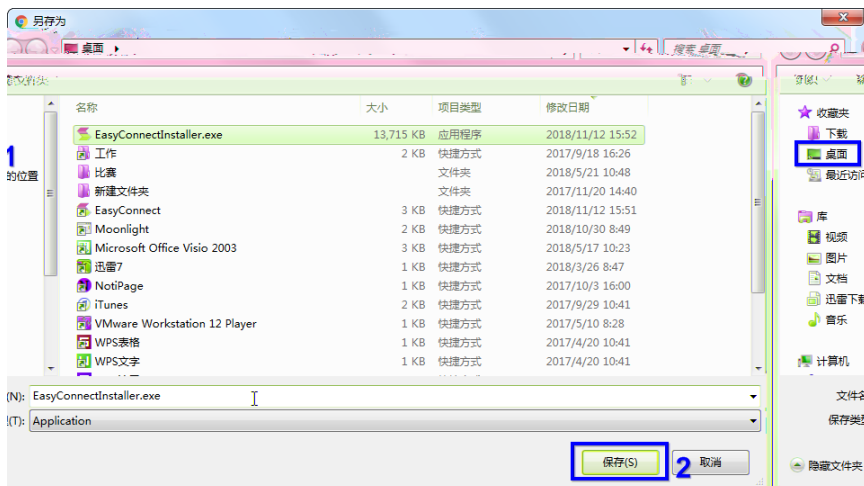 另存为
桌面
搜索 桌面
名称 大小 项目类型 修改日期
EasyConnectInstaller.exe 13,715 KB 应用程序 2018/11/12 15:52
工作 2 KB 快捷方式 2017/9/18 16:26
比赛 文件夹 2018/5/21 10:48
新建文件夹 文件夹 2017/11/20 14:40
EasyConnect 3 KB 快捷方式 2018/11/12 15:51
Moonlight 2 KB 快捷方式 2018/10/30 8:49
Microsoft Office Visio 2003 3 KB 快捷方式 2018/5/17 10:23
迅雷7 1 KB 快捷方式 2018/3/26 8:47
NotiPage 1 KB 快捷方式 2017/10/3 16:00
iTunes 2 KB 快捷方式 2017/9/29 10:41
VMware Workstation 12 Player 1 KB 快捷方式 2017/5/10 8:28
WPS表格 1 KB 快捷方式 2017/4/20 10:41
WPS文字 1 KB 快捷方式 2017/4/20 10:41
1
的位置
(N): EasyConnectInstaller.exe
(T): Application
保存(S)
2
取消
收藏夹
下载
桌面
最近访问
库
视频
图片
文档
迅雷下载
音乐
计算机
文件名
保存类型
隐藏文件夹